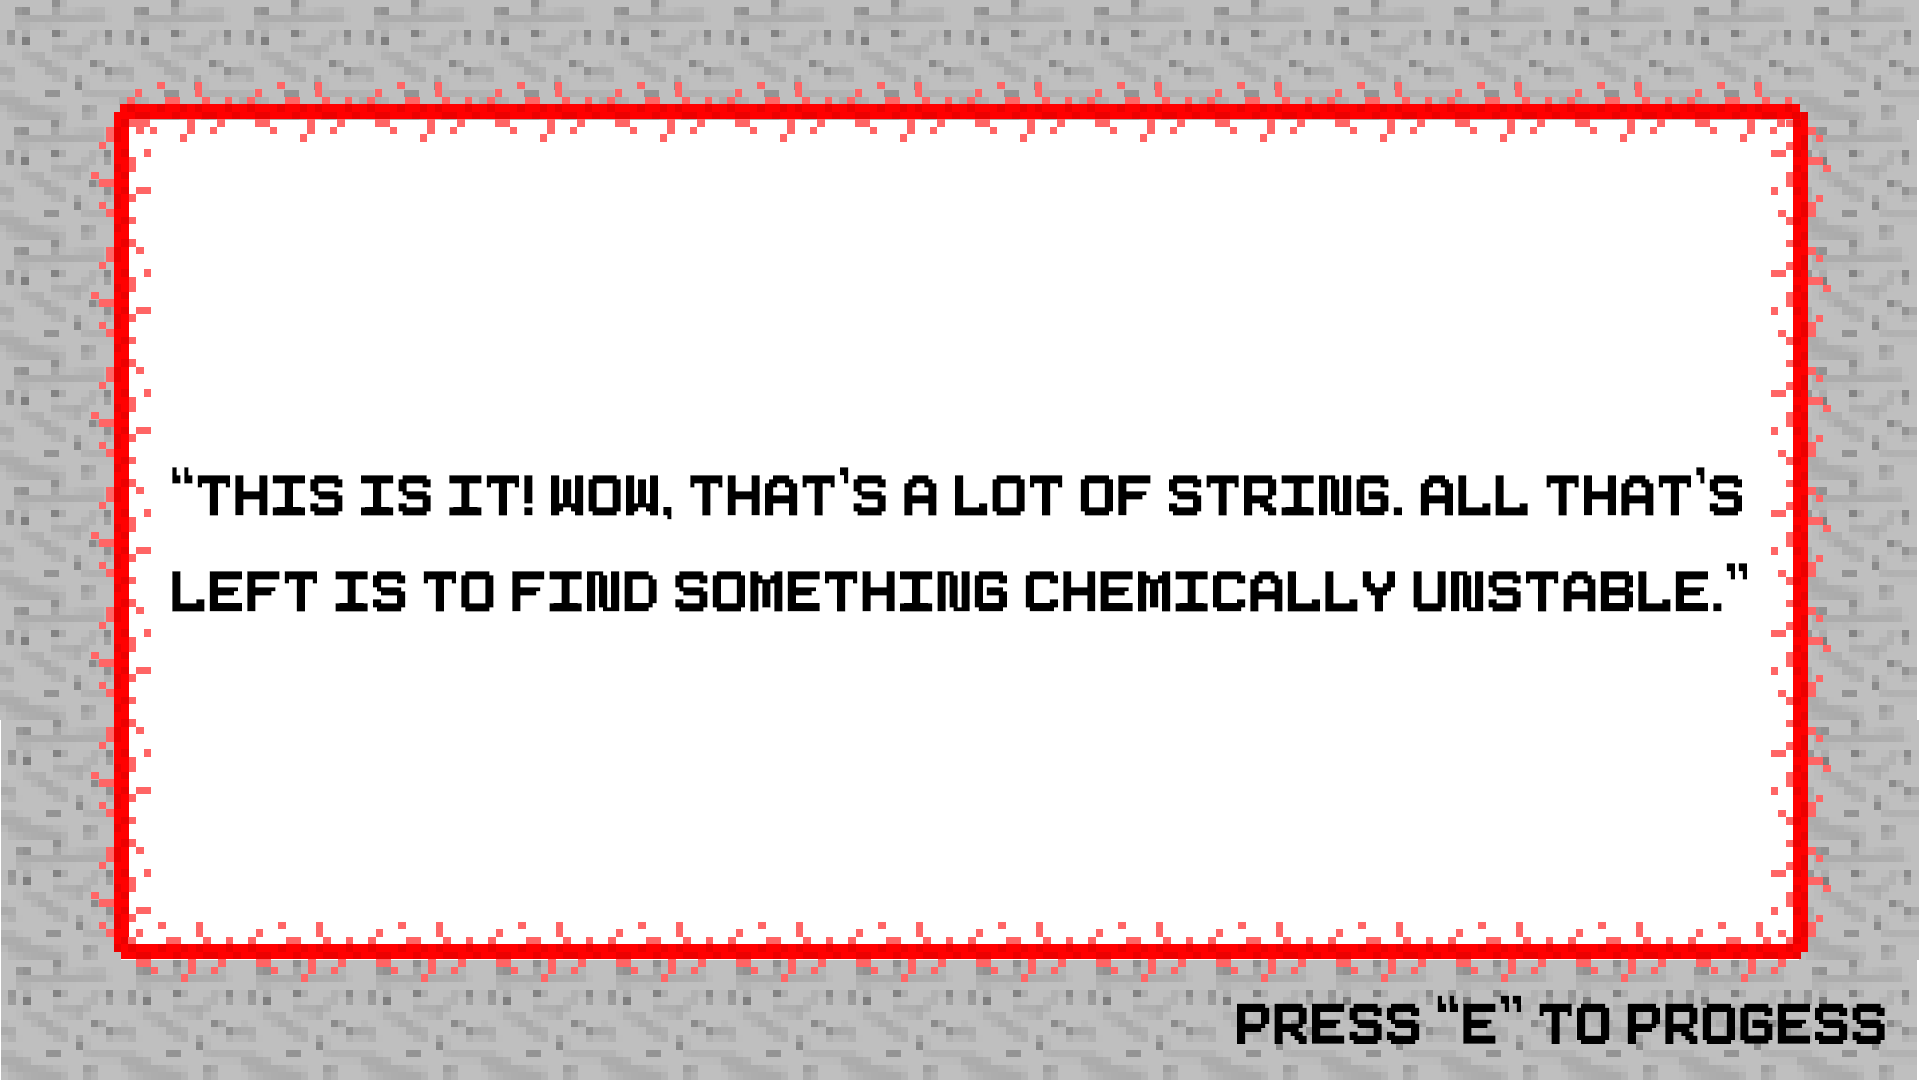 “THIS IS IT! WOW, THAT'S A LOT OF STRING. ALL THAT'S
LEFT IS TO FIND SOMETHING CHEMICALLY UNSTABLE.”
PRESS “E” TO PROGESS